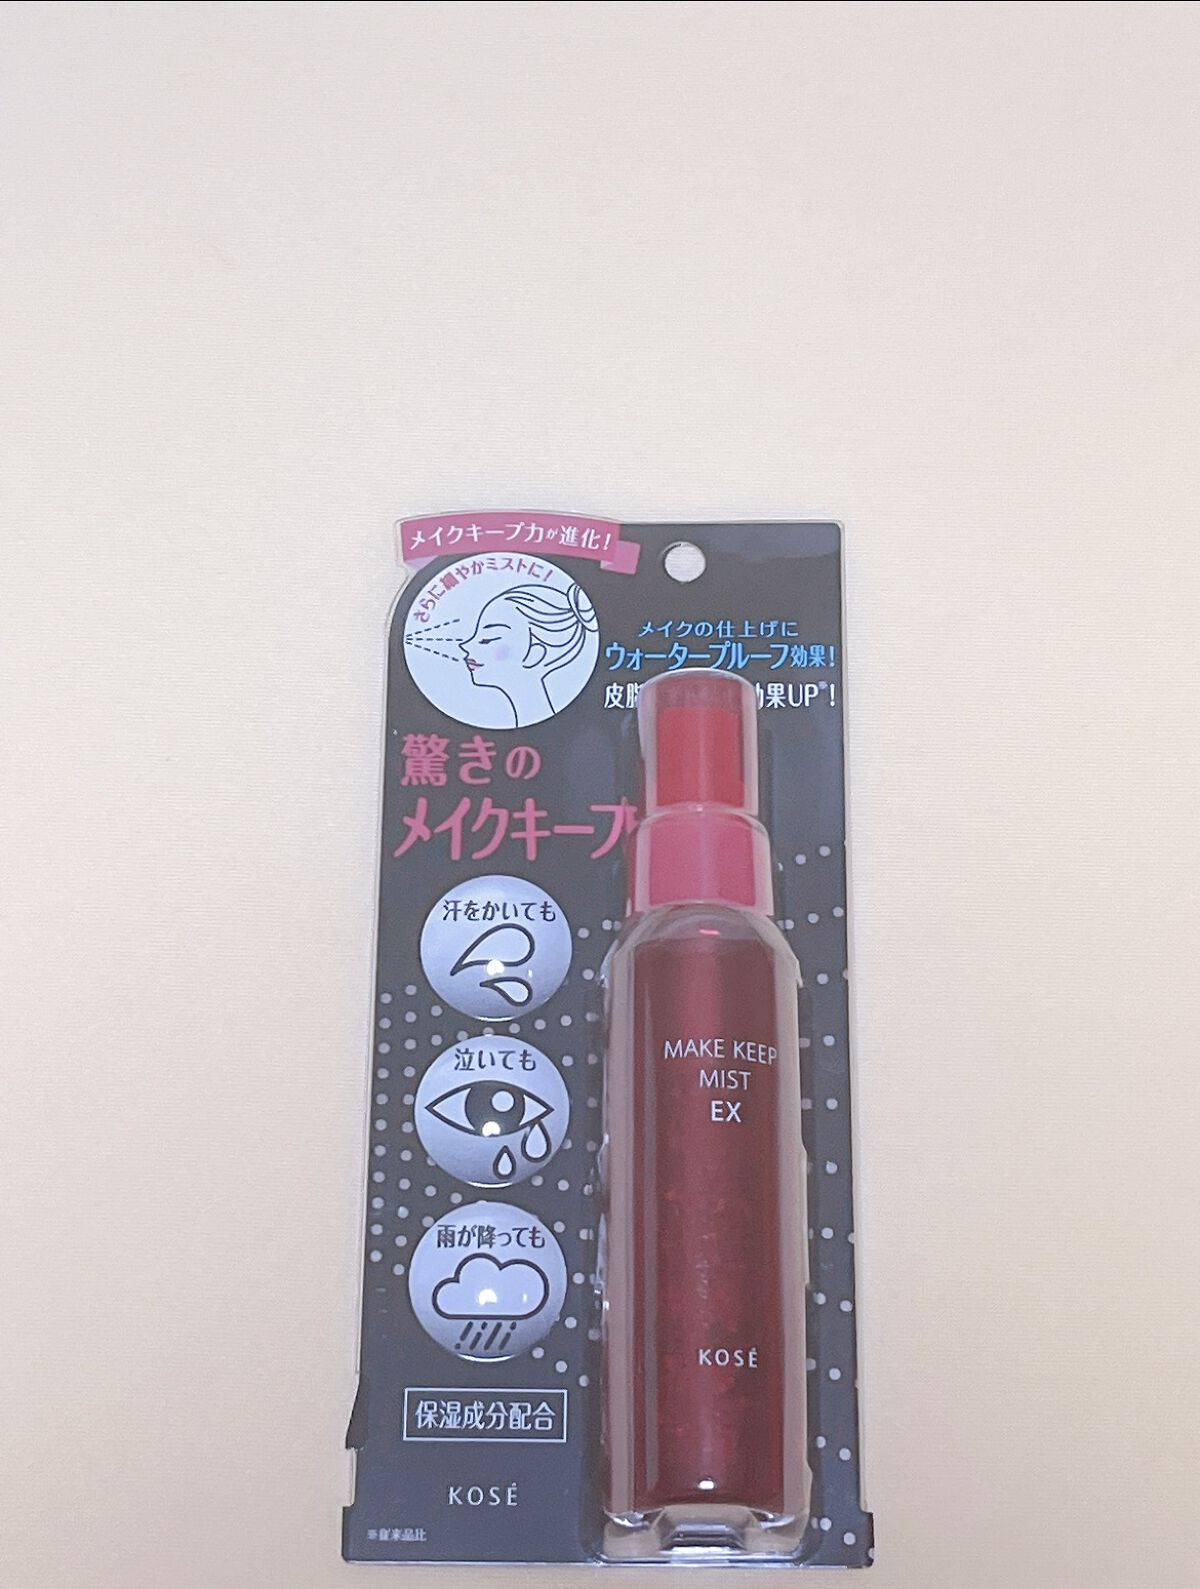 メイクキープ力が進化!
さらに細やかミストに!
メイクの仕上げに
ウォータープルーフ効果!
皮脂 効果UP※!
驚きの
メイクキープ
汗をかいても
泣いても
雨が降っても
保湿成分配合
KOSÉ
※従来品比
MAKE KEEP
MIST
EX
KOSÉ